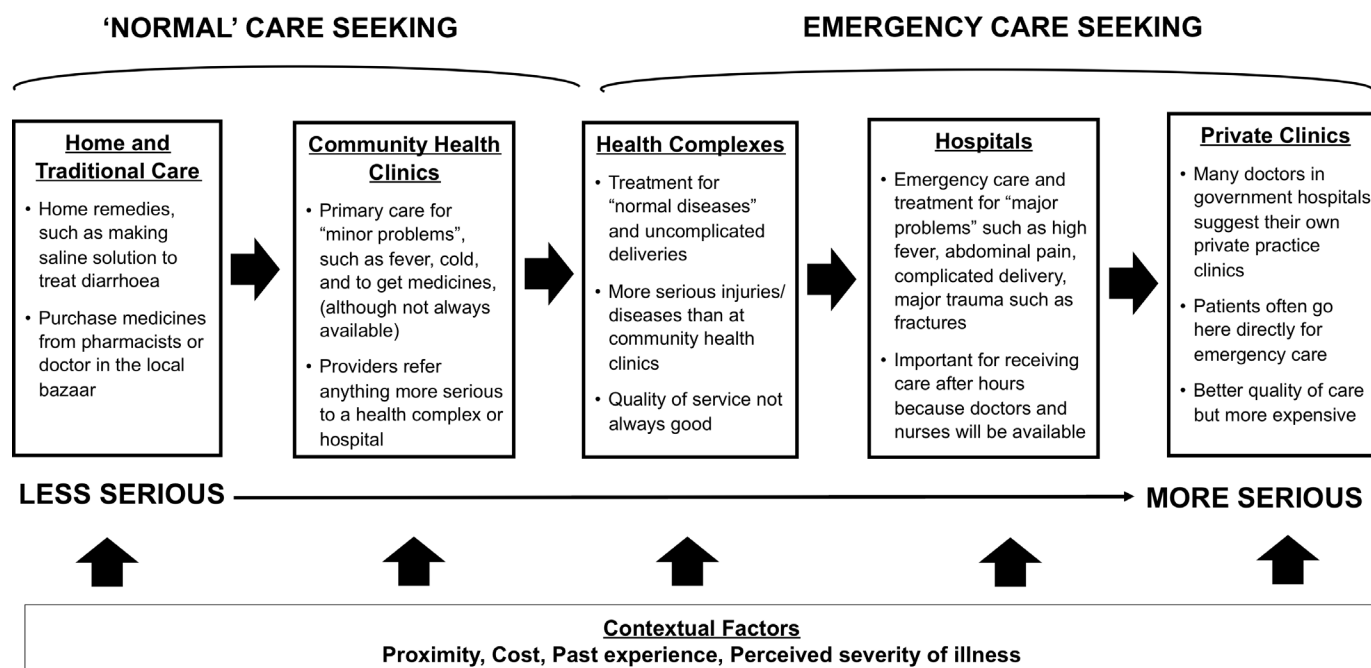 ‘NORMAL’ CARE SEEKING
EMERGENCY CARE SEEKING
Home and
Traditional Care
• Home remedies,
such as making
saline solution to
treat diarrhoea
• Purchase medicines
from pharmacists or
doctor in the local
bazaar
Community Health
Clinics
• Primary care for
“minor problems”,
such as fever, cold,
and to get medicines,
(although not always
available)
• Providers refer
anything more serious
to a health complex or
hospital
Health Complexes
• Treatment for
“normal diseases”
and uncomplicated
deliveries
• More serious injuries/
diseases than at
community health
clinics
• Quality of service not
always good
Hospitals
• Emergency care and
treatment for “major
problems” such as high
fever, abdominal pain,
complicated delivery,
major trauma such as
fractures
• Important for receiving
care after hours
because doctors and
nurses will be available
Private Clinics
• Many doctors in
government hospitals
suggest their own
private practice
clinics
• Patients often go
here directly for
emergency care
• Better quality of care
but more expensive
LESS SERIOUS
MORE SERIOUS
Contextual Factors
Proximity, Cost, Past experience, Perceived severity of illness